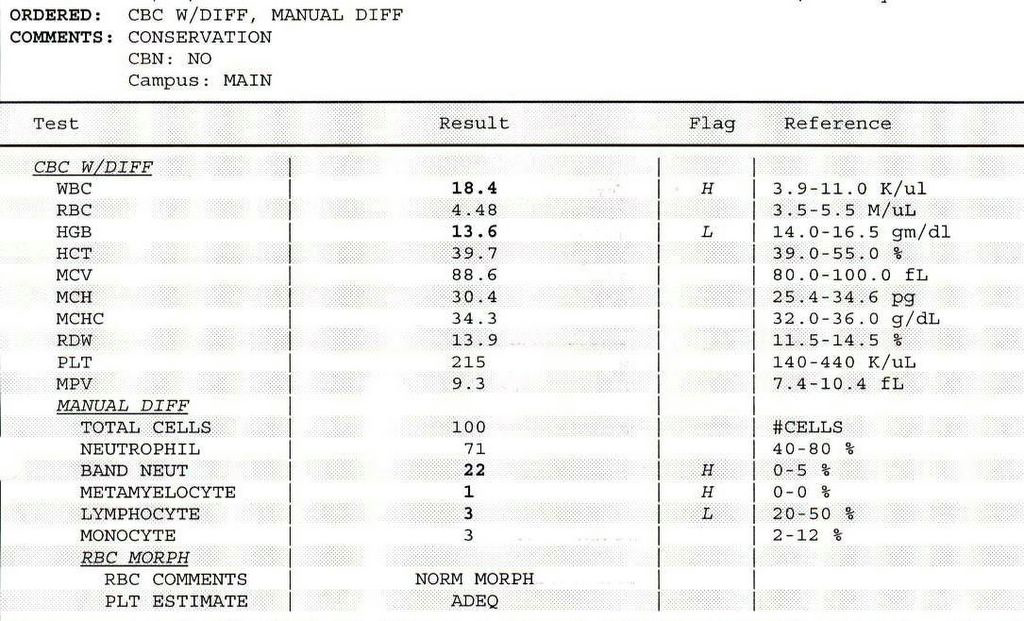 ORDERED: CBC W/DIFF, MANUAL DIFF
COMMENTS: CONSERVATION
CBN: NO
Campus: MAIN
Test Result Flag Reference
CBC W/DIFF
WBC 18.4 H 3.9-11.0 K/ul
RBC 4.48 3.5-5.5 M/uL
HGB 13.6 L 14.0-16.5 gm/dl
HCT 39.7 39.0-55.0 %
MCV 88.6 80.0-100.0 fL
MCH 30.4 25.4-34.6 pg
MCHC 34.3 32.0-36.0 g/dL
RDW 13.9 11.5-14.5 %
PLT 215 140-440 K/uL
MPV 9.3 7.4-10.4 fL
MANUAL DIFF
TOTAL CELLS 100 #CELLS
NEUTROPHIL 71 40-80 %
BAND NEUT 22 H 0-5 %
METAMYELOCYTE 1 H 0-0 %
LYMPHOCYTE 3 L 20-50 %
MONOCYTE 3 2-12 %
RBC MORPH
RBC COMMENTS NORM MORPH
PLT ESTIMATE ADEQ